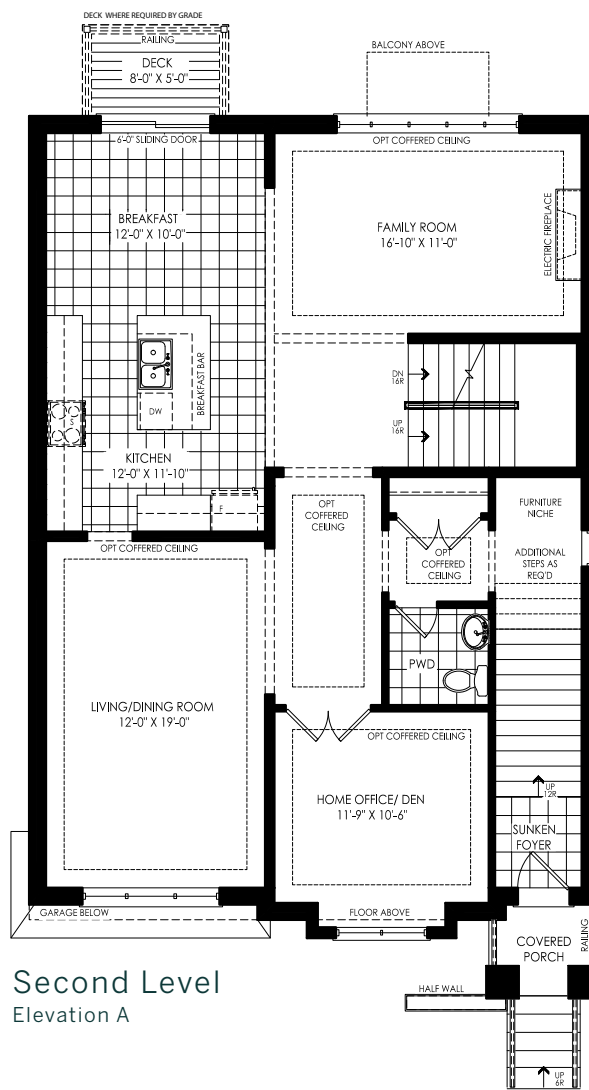 DECK WHERE REQUIRED BY GRADE
RAILING
DECK
8'-0" X 5'-0"
BALCONY ABOVE
6'-0" SLIDING DOOR
OPT COFFERED CEILING
BREAKFAST
12'-0" X 10'-0"
FAMILY ROOM
16'-10" X 11'-0"
ELECTRIC FIREPLACE
BREAKFAST BAR
DN
16R
DW
S
UP
16R
KITCHEN
12'-0" X 11'-10"
F
OPT
COFFERED
CEILING
FURNITURE
NICHE
OPT COFFERED CEILING
OPT
COFFERED
CEILING
ADDITIONAL
STEPS AS
REQ'D
PWD
LIVING/DINING ROOM
12'-0" X 19'-0"
OPT COFFERED CEILING
UP
12R
HOME OFFICE/ DEN
11'-9" X 10'-6"
SUNKEN
FOYER
GARAGE BELOW
FLOOR ABOVE
COVERED
PORCH
RAILING
HALF WALL
UP
6R
Second Level
Elevation A